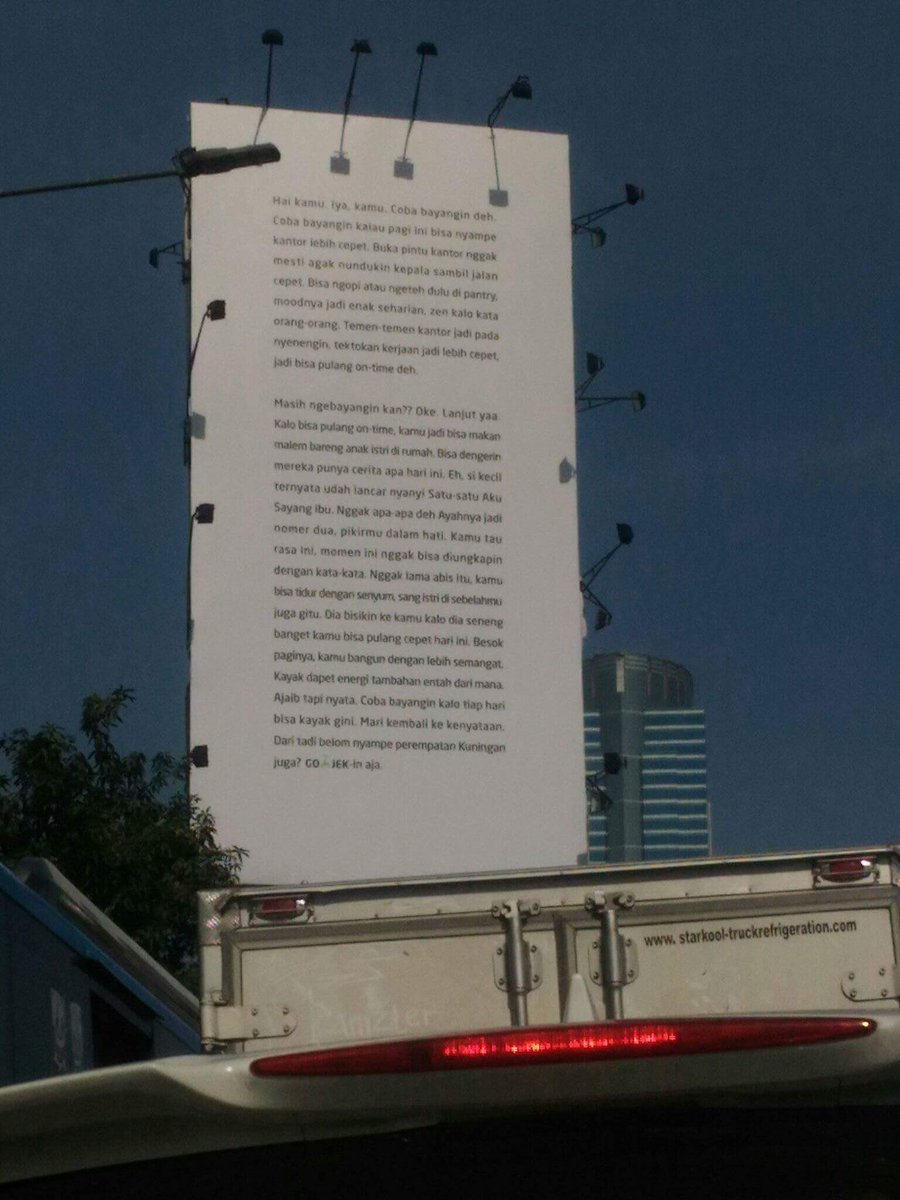 Hai kamu. Iya, kamu. Coba bayangin deh.
Coba bayangin kalau pagi ini bisa nyampe
kantor lebih cepet. Buka pintu kantor nggak
mesti agak nundukin kepala sambil jalan
cepet. Bisa ngopi atau ngeteh dulu di pantry,
moodnya jadi enak seharian, zen kalo kata
orang-orang. Temen-temen kantor jadi pada
nyenengin, tektokan kerjaan jadi lebih cepet,
jadi bisa pulang on-time deh.
Masih ngebayangin kan?? Oke. Lanjut yaa.
Kalo bisa pulang on-time, kamu jadi bisa makan
malem bareng anak istri di rumah. Bisa dengerin
mereka punya cerita apa hari ini. Eh, si kecil
ternyata udah lancar nyanyi Satu-satu Aku
Sayang Ibu. Nggak apa-apa deh Ayahnya jadi
nomer dua, pikirmu dalam hati. Kamu tau
rasa ini, momen ini nggak bisa diungkapin
dengan kata-kata. Nggak lama abis itu, kamu
bisa tidur dengan senyum, sang istri di sebelahmu
juga gitu. Dia bisikin ke kamu kalo dia seneng
banget kamu bisa pulang cepet hari ini. Besok
paginya, kamu bangun dengan lebih semangat.
Kayak dapet energi tambahan entah dari mana.
Ajaib tapi nyata. Coba bayangin kalo tiap hari
bisa kayak gini. Mari kembali ke kenyataan.
Dari tadi belom nyampe perempatan Kuningan
juga? GO-JEK-in aja.
www. starkool-truckrefrigeration.com